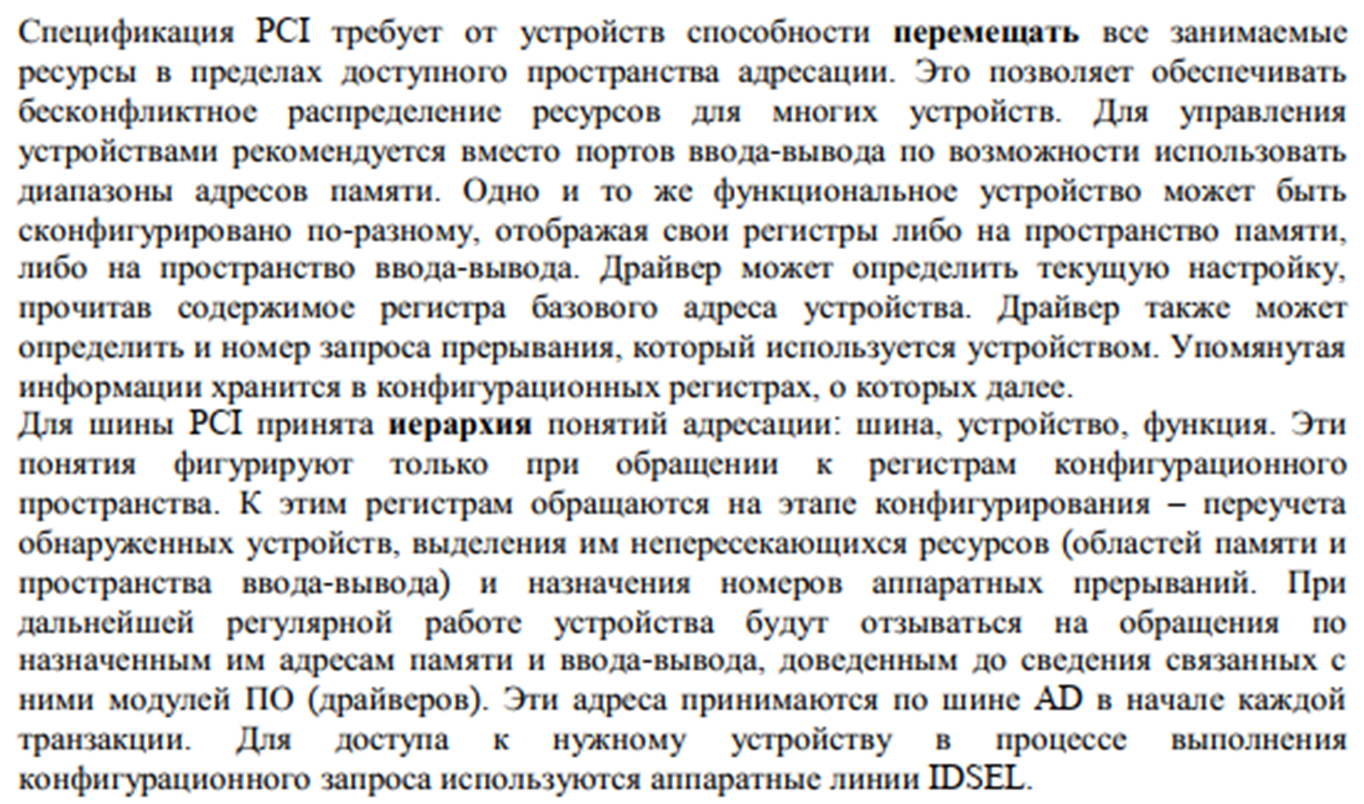 Спецификация PCI требует от устройств способности перемещать все занимаемые
ресурсы в пределах доступного пространства адресации. Это позволяет обеспечивать
бесконфликтное распределение ресурсов для многих устройств. Для управления
устройствами рекомендуется вместо портов ввода-вывода по возможности использовать
диапазоны адресов памяти. Одно и то же функциональное устройство может быть
сконфигурировано по-разному, отображая свои регистры либо на пространство памяти,
либо на пространство ввода-вывода. Драйвер может определить текущую настройку,
прочитав содержимое регистра базового адреса устройства. Драйвер также может
определить и номер запроса прерывания, который используется устройством. Упомянутая
информации хранится в конфигурационных регистрах, о которых далее.
Для шины PCI принята иерархия понятий адресации: шина, устройство, функция. Эти
понятия фигурируют только при обращении к регистрам конфигурационного
пространства. К этим регистрам обращаются на этапе конфигурирования – переучета
обнаруженных устройств, выделения им непересекающихся ресурсов (областей памяти и
пространства ввода-вывода) и назначения номеров аппаратных прерываний. При
дальнейшей регулярной работе устройства будут отзываться на обращения по
назначенным им адресам памяти и ввода-вывода, доведенным до сведения связанных с
ними модулей ПО (драйверов). Эти адреса принимаются по шине AD в начале каждой
транзакции. Для доступа к нужному устройству в процессе выполнения
конфигурационного запроса используются аппаратные линии IDSEL.